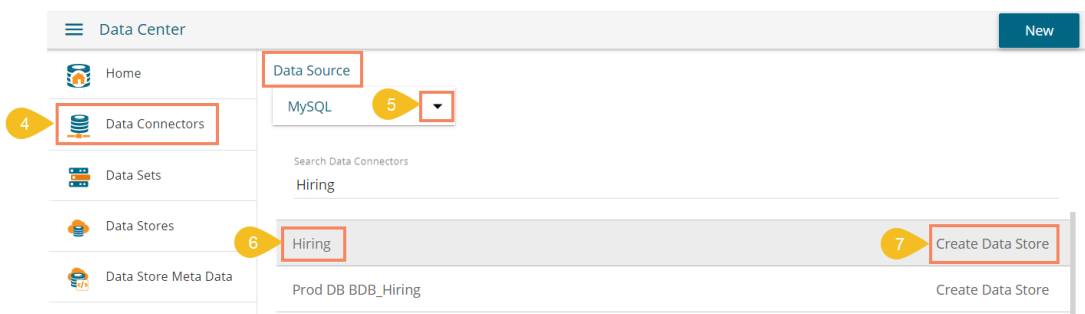 Data Center
New
Home
Data Source
MySQL
5
4
Data Connectors
Search Data Connectors
Hiring
Data Sets
Data Stores
6
Hiring
7
Create Data Store
Data Store Meta Data
Prod DB BDB_Hiring
Create Data Store